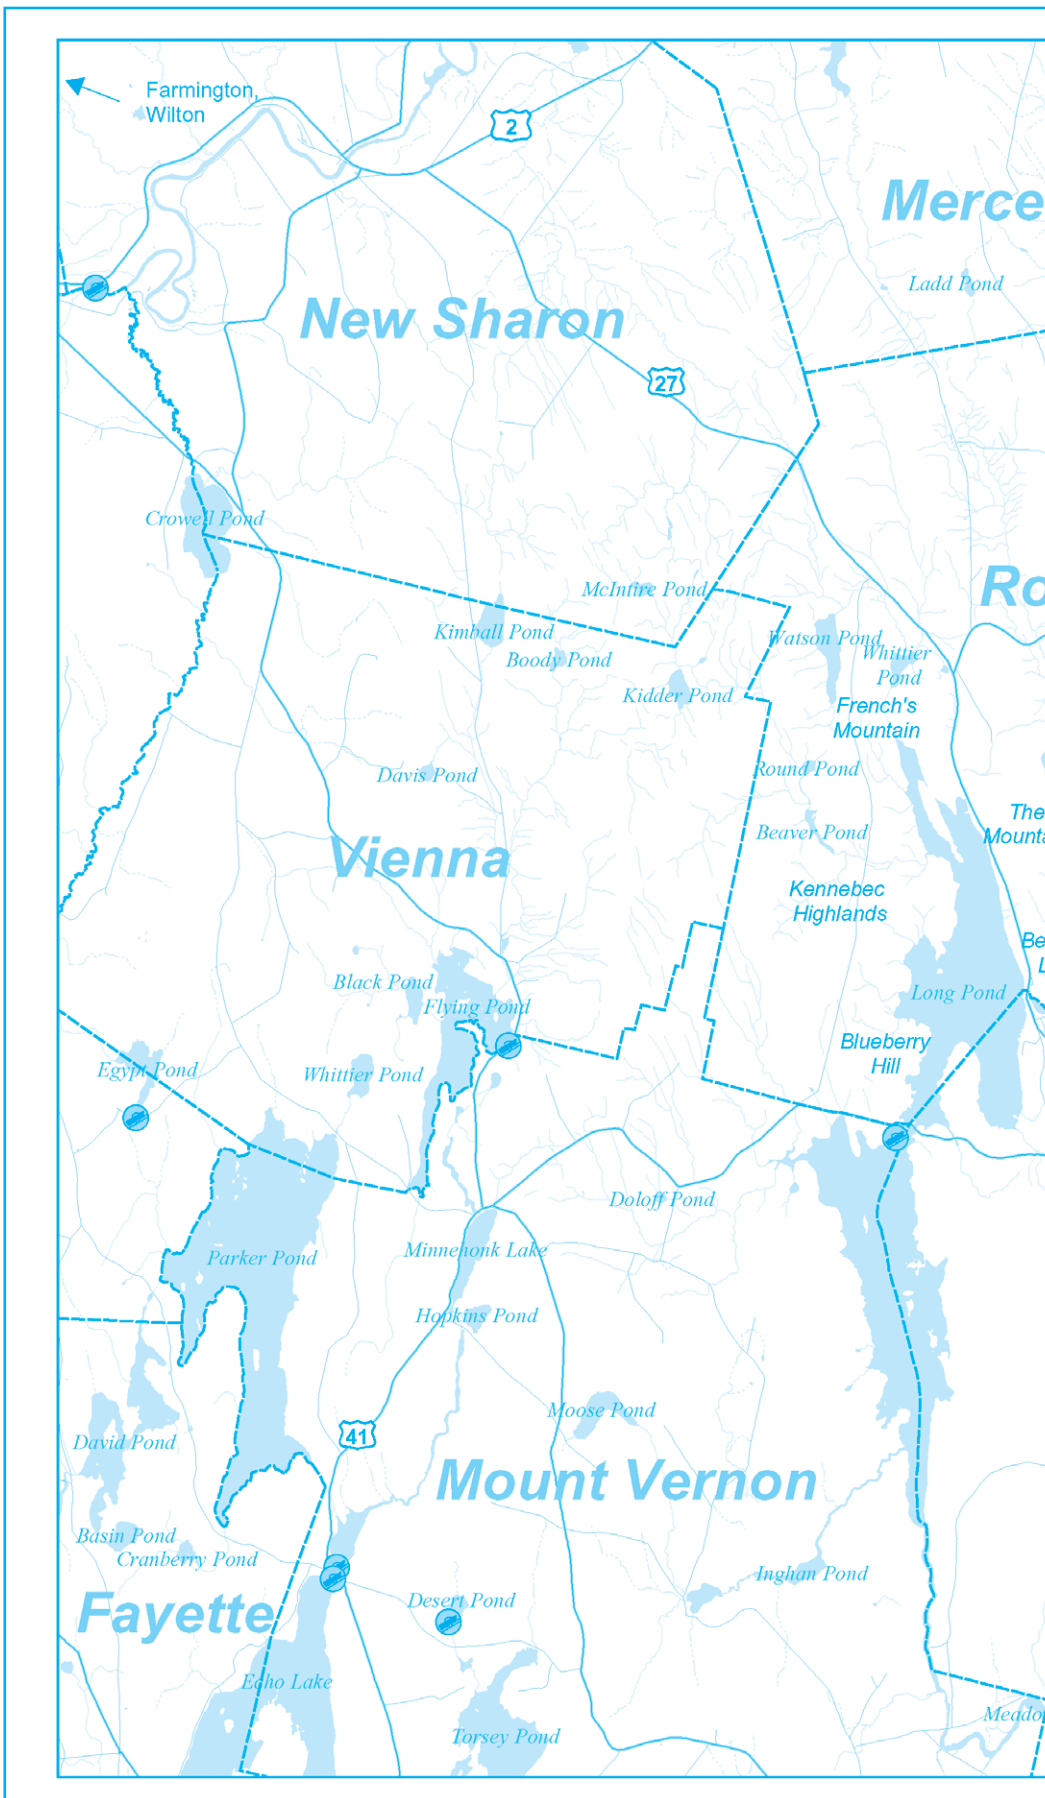 Farmington,
Wilton
2
Merce
Ladd Pond
New Sharon
27
Crowell Pond
Ro
McIntire Pond
Kimball Pond
Watson Pond
Boody Pond
Whittier
Pond
Kidder Pond
French's
Mountain
Davis Pond
Round Pond
The
Mounta
Beaver Pond
Vienna
Kennebec
Highlands
Be
L
Black Pond
Flying Pond
Long Pond
Blueberry
Hill
Egypt Pond
Whittier Pond
Doloff Pond
Minnehonk Lake
Parker Pond
Hopkins Pond
Moose Pond
41
David Pond
Mount Vernon
Basin Pond
Cranberry Pond
Inghan Pond
Desert Pond
Fayette
Echo Lake
Meado
Torsey Pond